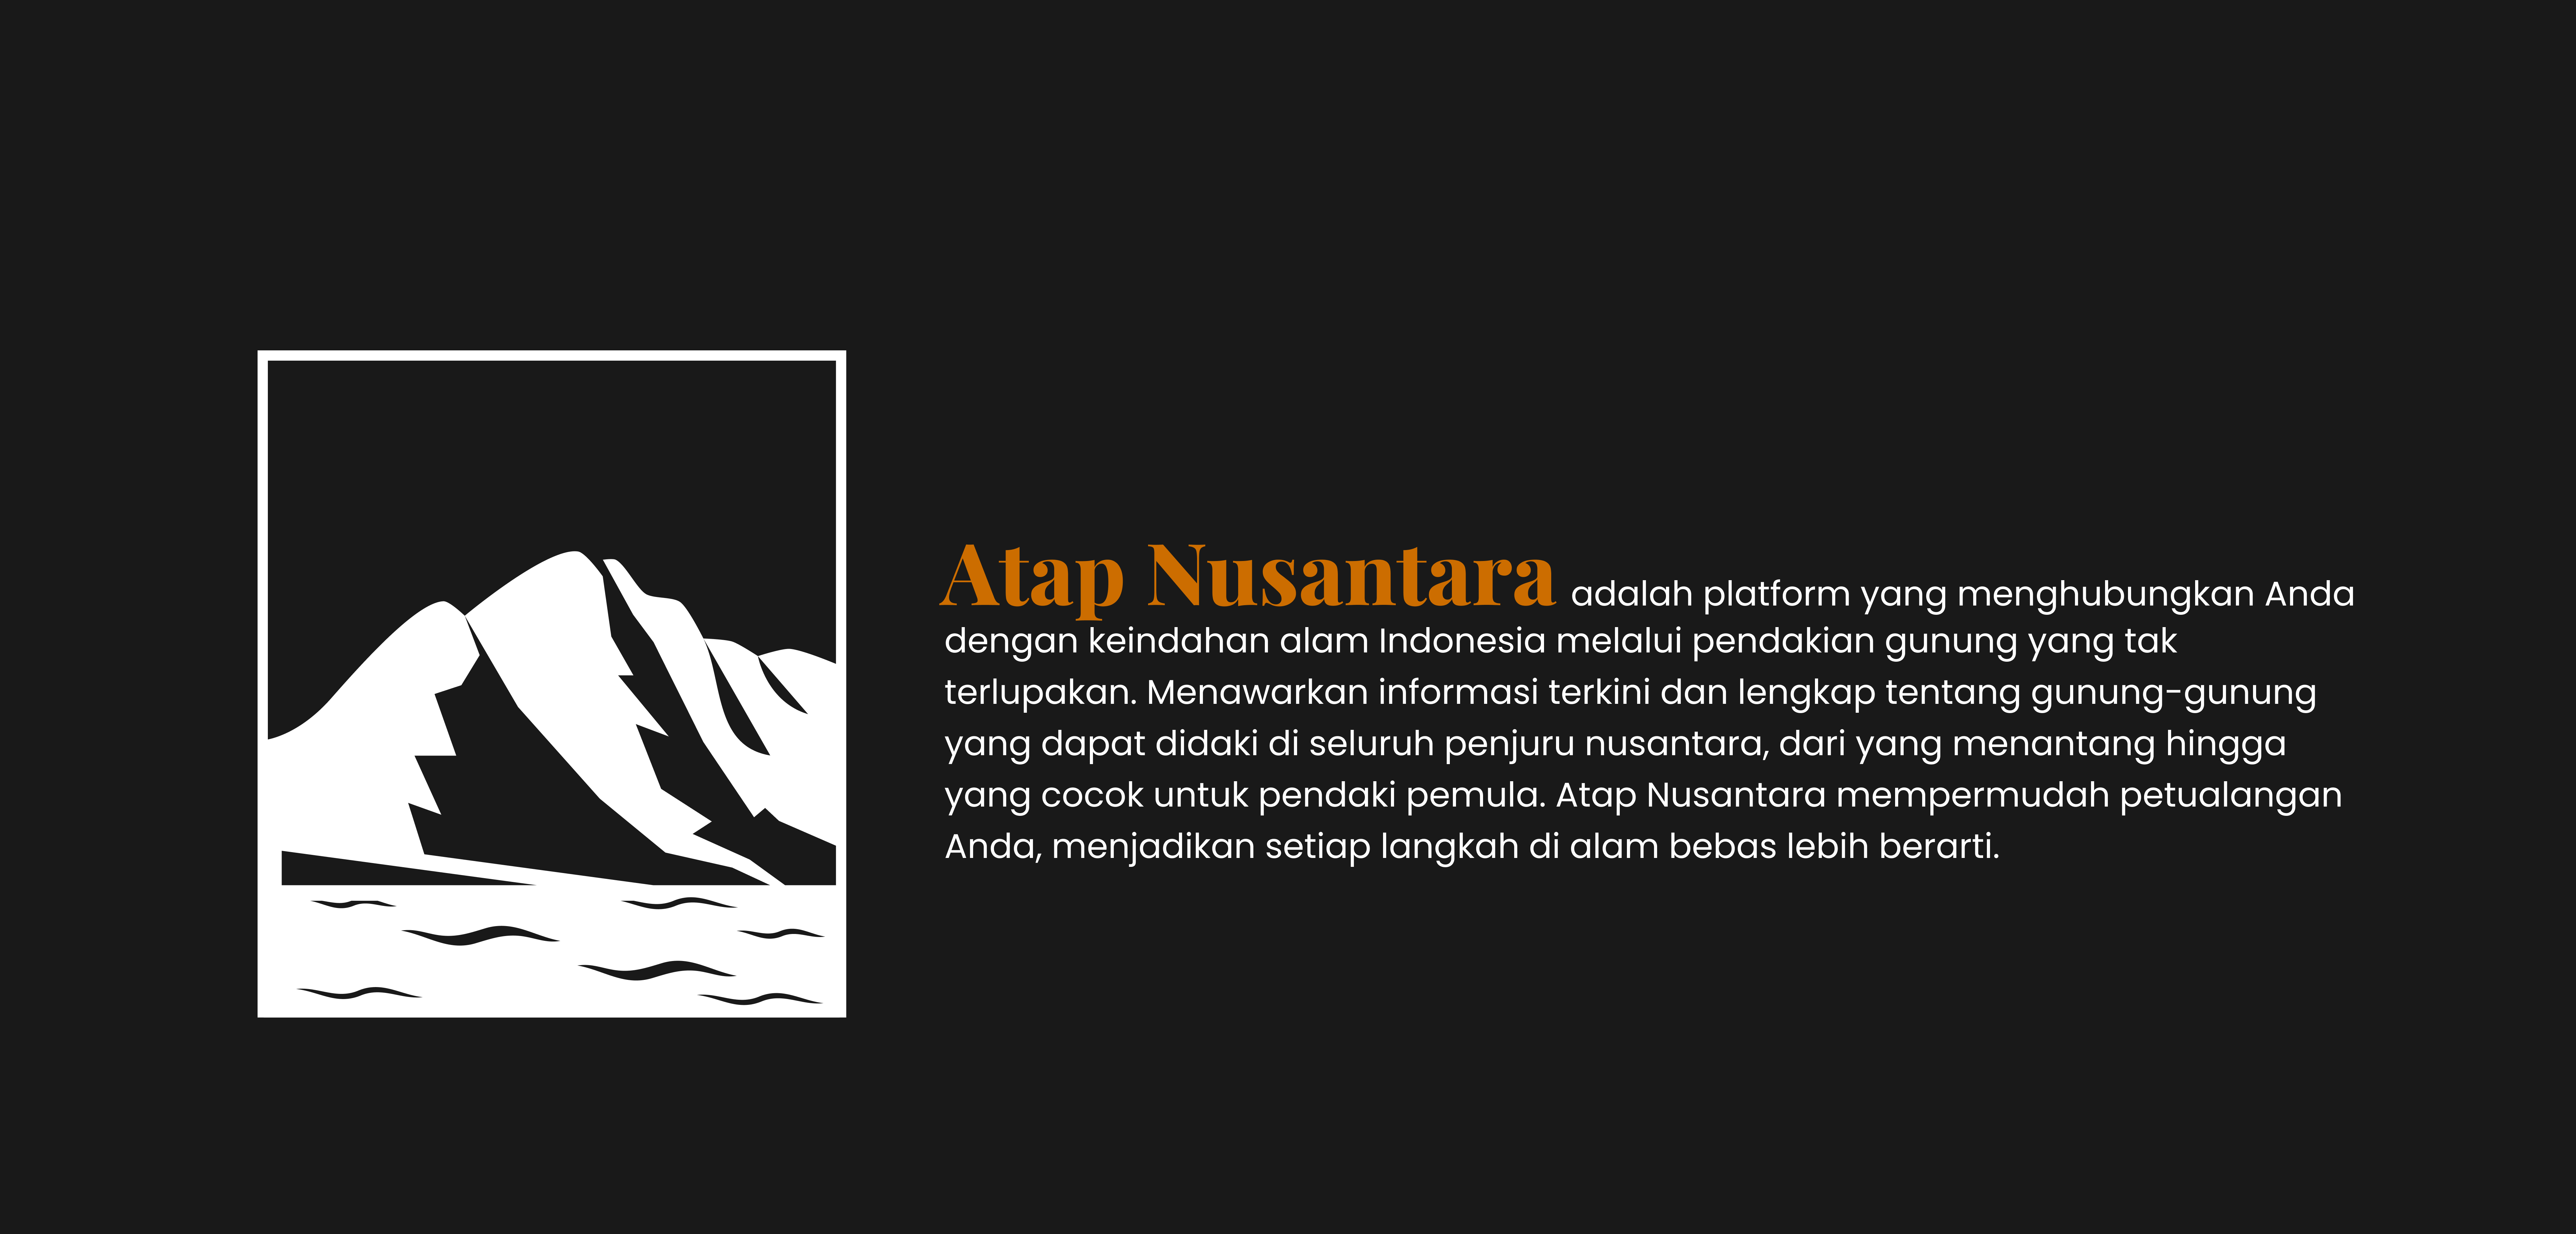 Atap Nusantara adalah platform yang menghubungkan Anda
dengan keindahan alam Indonesia melalui pendakian gunung yang tak
terlupakan. Menawarkan informasi terkini dan lengkap tentang gunung-gunung
yang dapat didaki di seluruh penjuru nusantara, dari yang menantang hingga
yang cocok untuk pendaki pemula. Atap Nusantara mempermudah petualangan
Anda, menjadikan setiap langkah di alam bebas lebih berarti.